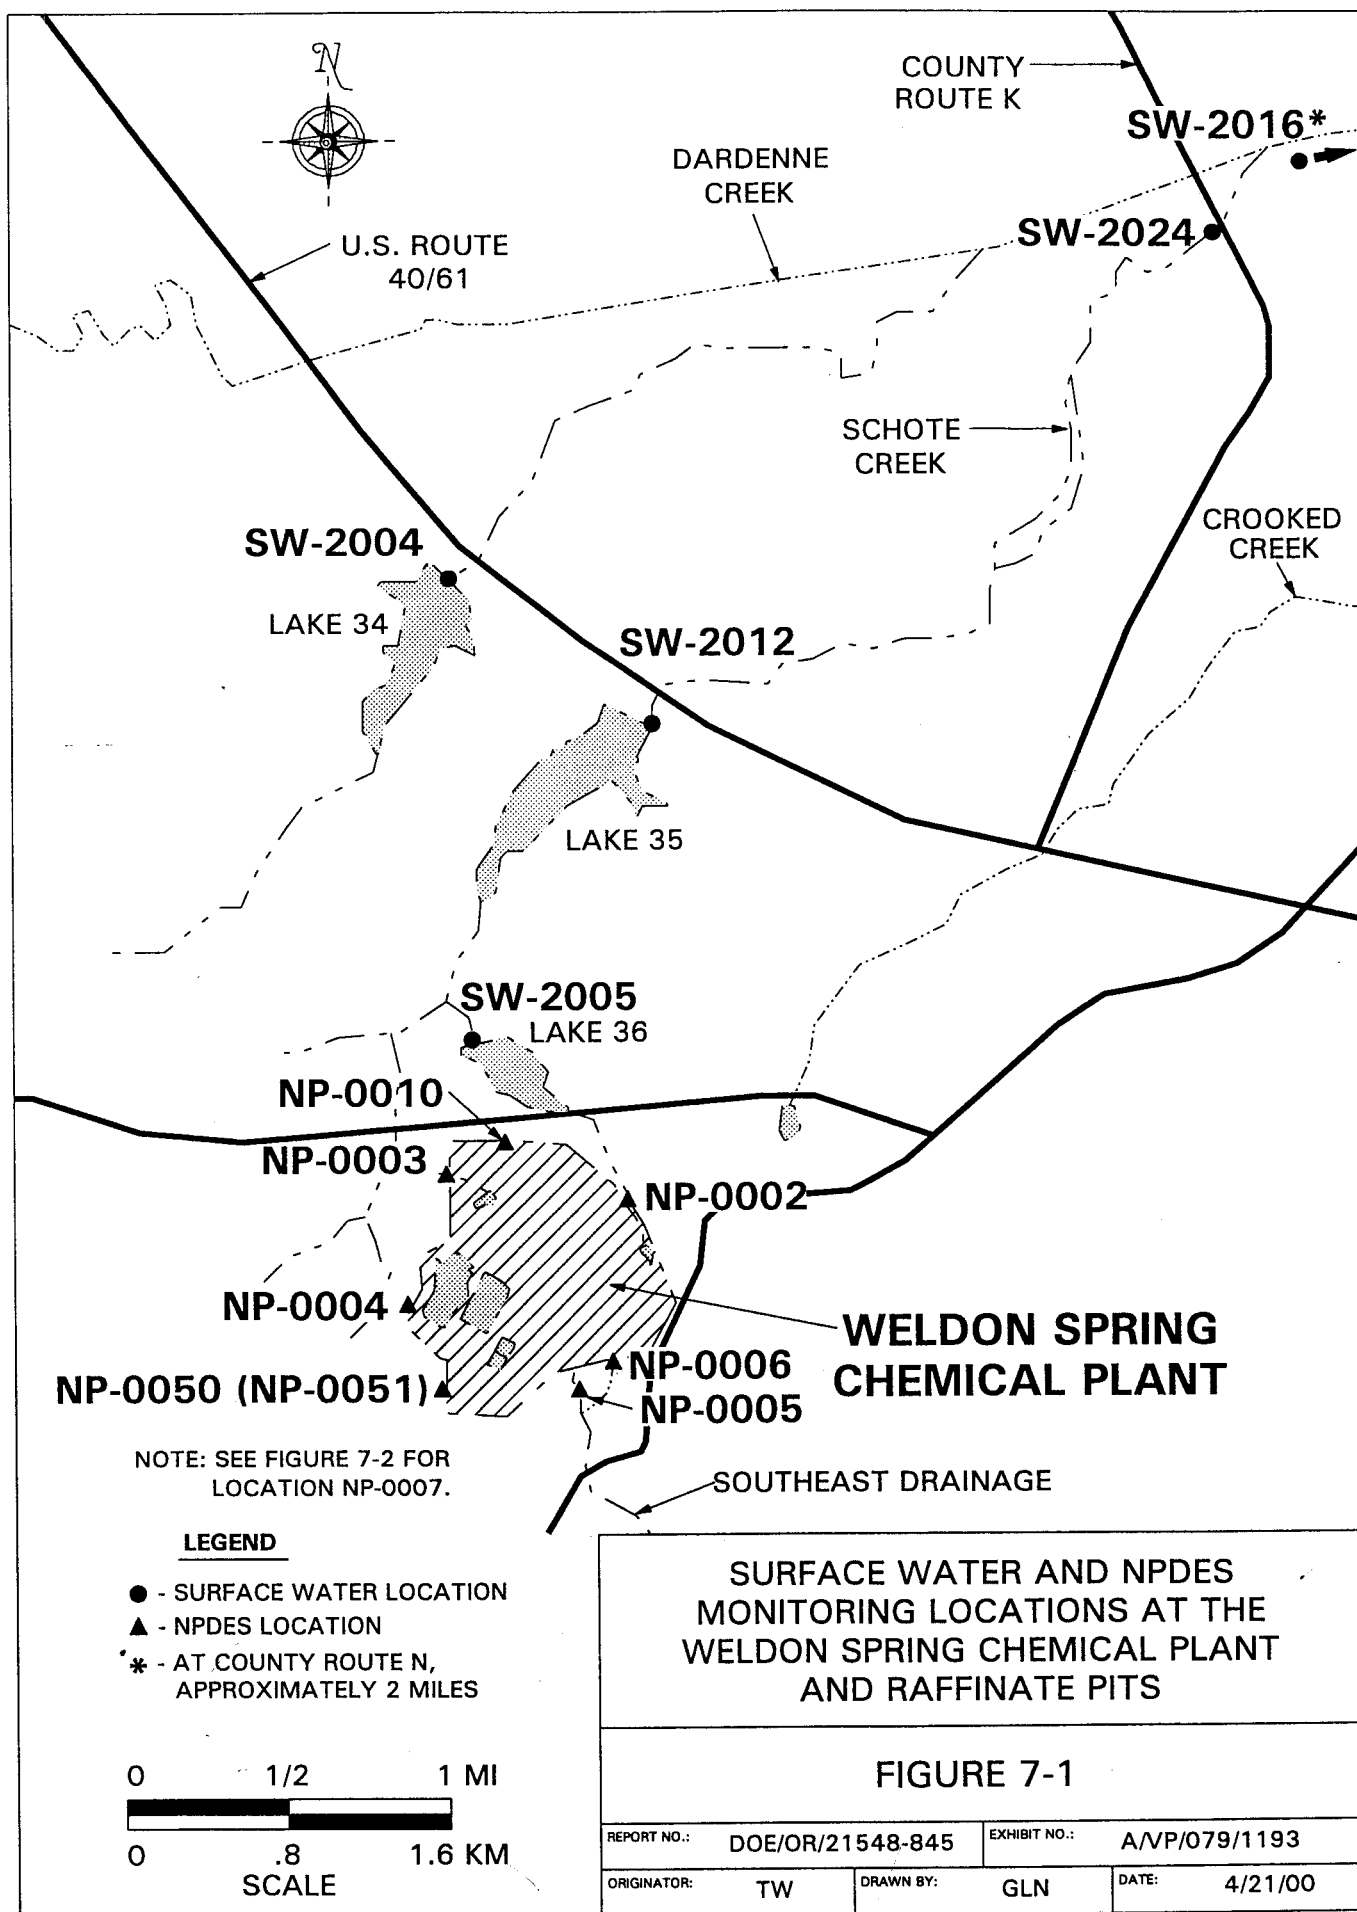 N
COUNTY
ROUTE K
SW-2016*
DARDENNE
CREEK
SW-2024
U.S. ROUTE
40/61
SCHOTE
CREEK
CROOKED
CREEK
SW-2004
LAKE 34
SW-2012
LAKE 35
SW-2005
LAKE 36
NP-0010
NP-0003
NP-0002
NP-0004
WELDON SPRING
CHEMICAL PLANT
NP-0006
NP-0050 (NP-0051)
NP-0005
NOTE: SEE FIGURE 7-2 FOR
LOCATION NP-0007.
SOUTHEAST DRAINAGE
LEGEND
- SURFACE WATER LOCATION
- NPDES LOCATION
* - AT COUNTY ROUTE N,
APPROXIMATELY 2 MILES
0 1/2 1 MI
0 .8 1.6 KM
SCALE
SURFACE WATER AND NPDES
MONITORING LOCATIONS AT THE
WELDON SPRING CHEMICAL PLANT
AND RAFFINATE PITS
FIGURE 7-1
REPORT NO.: DOE/OR/21548-845 EXHIBIT NO.: A/VP/079/1193
ORIGINATOR: TW DRAWN BY: GLN DATE: 4/21/00